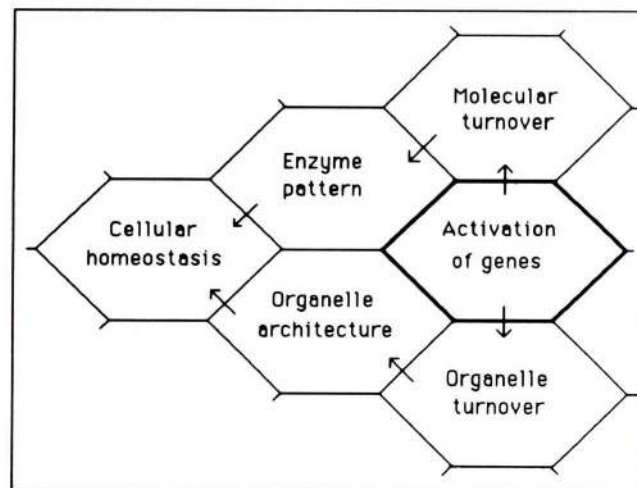 Molecular
turnover
Enzyme
pattern
Cellular
homeostasis
Activation
of genes
Organelle
architecture
Organelle
turnover